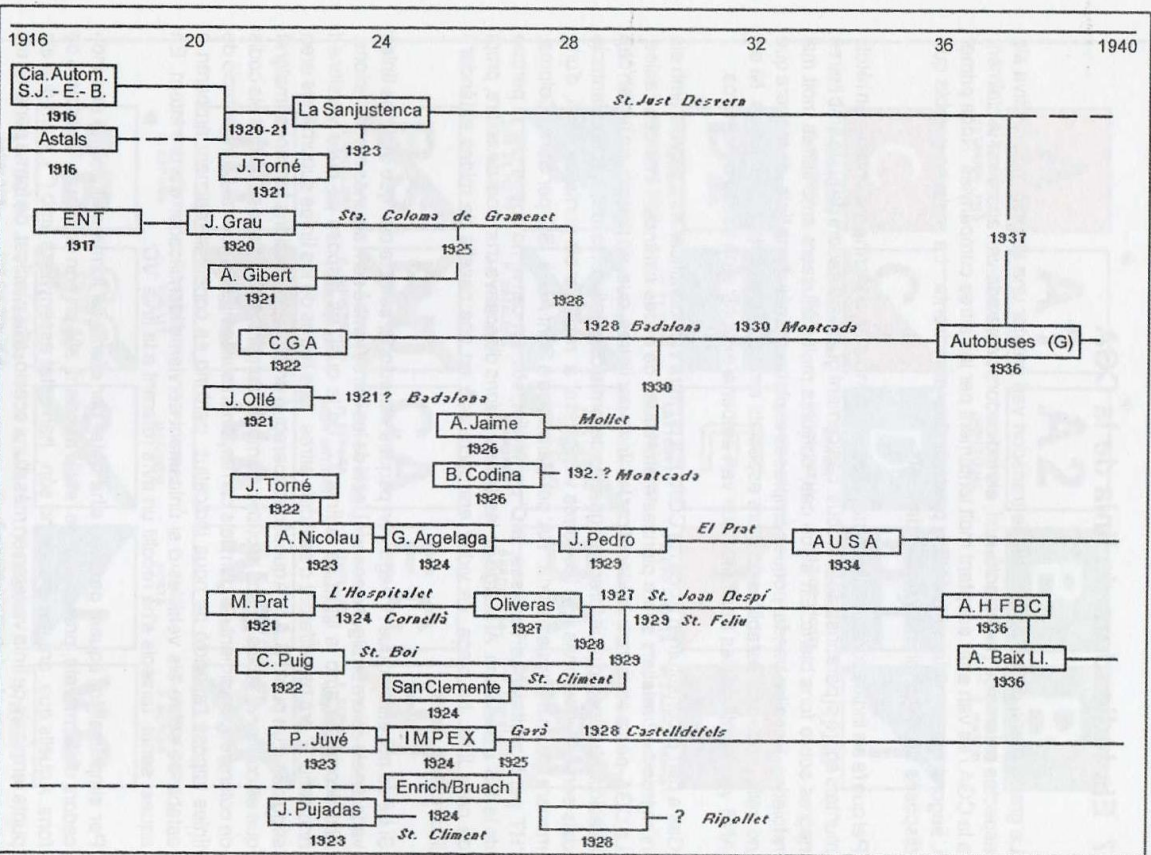 1916 20 24 28 32 36 1940
Cia. Autom.
S.J. - E.- B.
1916
Astals
1916
1920-21
La Sanjustenca
1923
J. Torné
1921
St. Just Desvern
1937
ENT
1917
J. Grau
1920
Sta. Coloma de Gramenet
1925
A. Gibert
1921
1928
CGA
1922
1928 Badalona 1930 Montcada
Autobuses (G)
1936
J. Ollé
1921
1921 ? Badalona
1930
A. Jaime
1926
Mollet
B. Codina
1926
192. ? Montcada
J. Torné
1922
A. Nicolau
1923
G. Argelaga
1924
J. Pedro
1929
El Prat
AUSA
1934
M. Prat
1921
L'Hospitalet
1924 Cornellà
Oliveras
1927
1927 St. Joan Despí
1929 St. Feliu
A.H FBC
1936
C. Puig
1922
St. Boi
1928
1929
A. Baix Ll.
1936
San Clemente
1924
St. Climent
P. Juvé
1923
IMPEX
1924
Gavà
1925
1928 Castelldefels
Enrich/Bruach
1924
J. Pujadas
1923
St. Climent
1928
? Ripollet